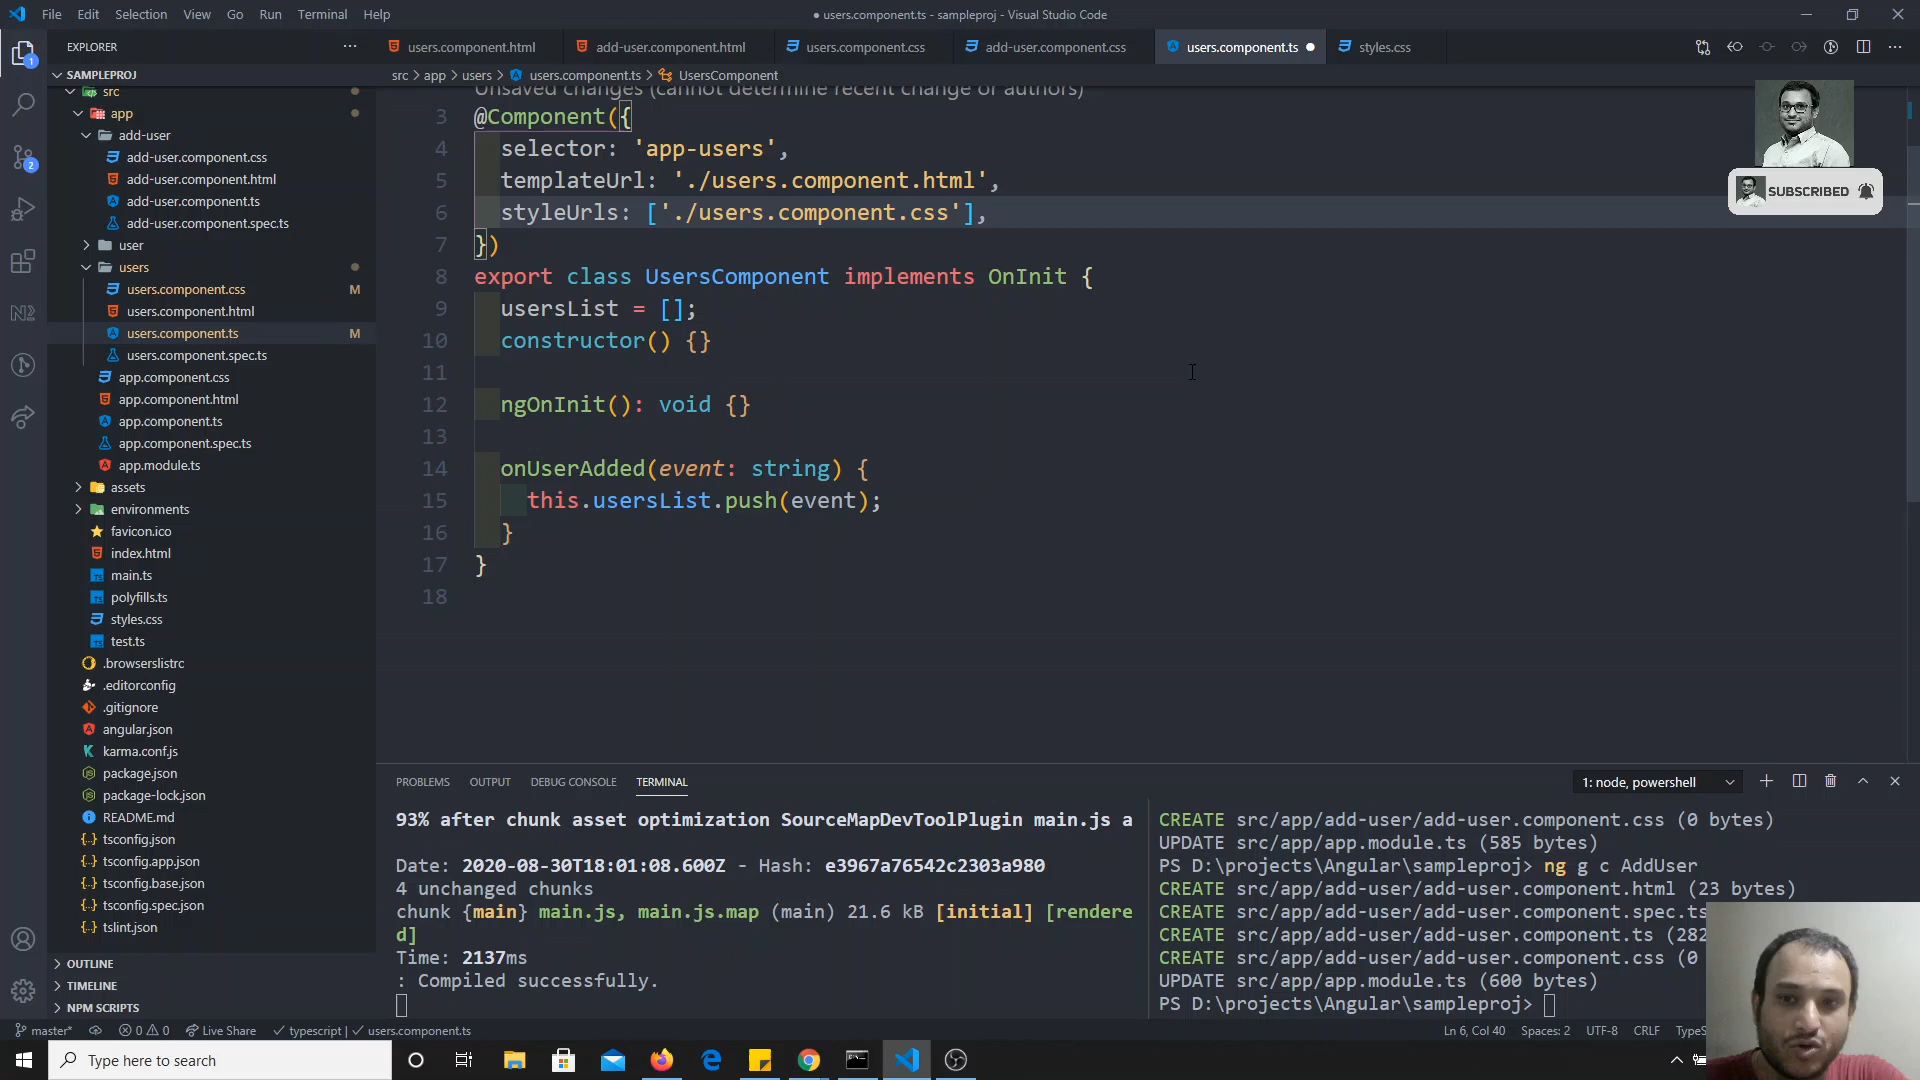 File Edit Selection View Go Run Terminal Help
● users.component.ts - sampleproj - Visual Studio Code
EXPLORER
users.component.html
add-user.component.html
users.component.css
add-user.component.css
users.component.ts
styles.css
SAMPLEPROJ
src > app > users > users.component.ts > UsersComponent
src
app
add-user
add-user.component.css
add-user.component.html
add-user.component.ts
add-user.component.spec.ts
user
users
users.component.css M
users.component.html
users.component.ts M
users.component.spec.ts
app.component.css
app.component.html
app.component.ts
app.component.spec.ts
app.module.ts
assets
environments
favicon.ico
index.html
main.ts
polyfills.ts
styles.css
test.ts
.browserslistrc
.editorconfig
.gitignore
angular.json
karma.conf.js
package.json
package-lock.json
README.md
tsconfig.json
tsconfig.app.json
tsconfig.base.json
tsconfig.spec.json
tslint.json
OUTLINE
TIMELINE
NPM SCRIPTS
Unsaved changes (cannot determine recent change or authors)
3 @Component({
4 selector: 'app-users',
5 templateUrl: './users.component.html',
6 styleUrls: ['./users.component.css'],
7 })
8 export class UsersComponent implements OnInit {
9 usersList = [];
10 constructor() {}
11
12 ngOnInit(): void {}
13
14 onUserAdded(event: string) {
15 this.usersList.push(event);
16 }
17 }
18
SUBSCRIBED
PROBLEMS OUTPUT DEBUG CONSOLE TERMINAL
1: node, powershell
93% after chunk asset optimization SourceMapDevToolPlugin main.js a
Date: 2020-08-30T18:01:08.600Z - Hash: e3967a76542c2303a980
4 unchanged chunks
chunk {main} main.js, main.js.map (main) 21.6 kB [initial] [rendere
d]
Time: 2137ms
: Compiled successfully.
CREATE src/app/add-user/add-user.component.css (0 bytes)
UPDATE src/app/app.module.ts (585 bytes)
PS D:\projects\Angular\sampleproj> ng g c AddUser
CREATE src/app/add-user/add-user.component.html (23 bytes)
CREATE src/app/add-user/add-user.component.spec.ts
CREATE src/app/add-user/add-user.component.ts (282
CREATE src/app/add-user/add-user.component.css (0
UPDATE src/app/app.module.ts (600 bytes)
PS D:\projects\Angular\sampleproj>
master* 0 0 Live Share typescript | users.component.ts
Ln 6, Col 40 Spaces: 2 UTF-8 CRLF TypeS
1
2
Type here to search